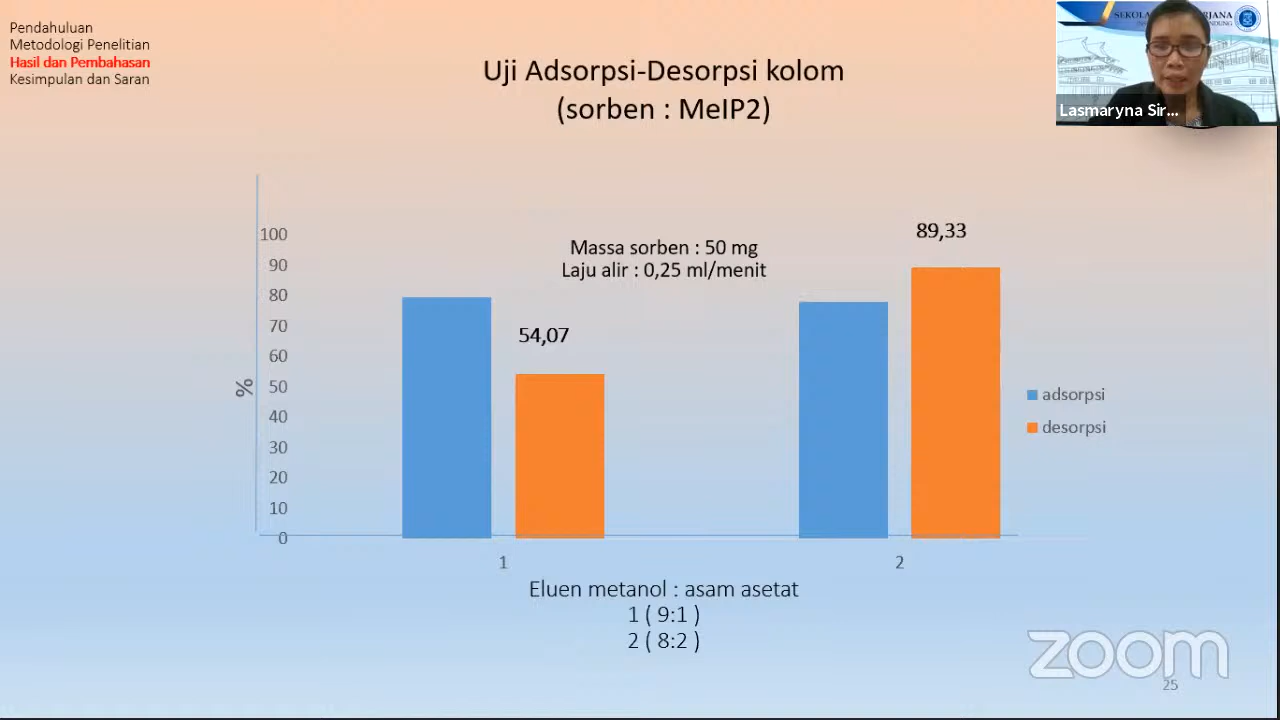 Pendahuluan
Metodologi Penelitian
Hasil dan Pembahasan
Kesimpulan dan Saran
Uji Adsorpsi-Desorpsi kolom
(sorben : MeIP2)
Lasmaryna Sir...
100
90
80
70
60
50
40
30
20
10
0
%
Massa sorben : 50 mg
Laju alir : 0,25 ml/menit
54,07
89,33
adsorpsi
desorpsi
1
2
Eluen metanol : asam asetat
1 ( 9:1 )
2 ( 8:2 )
zoom
25